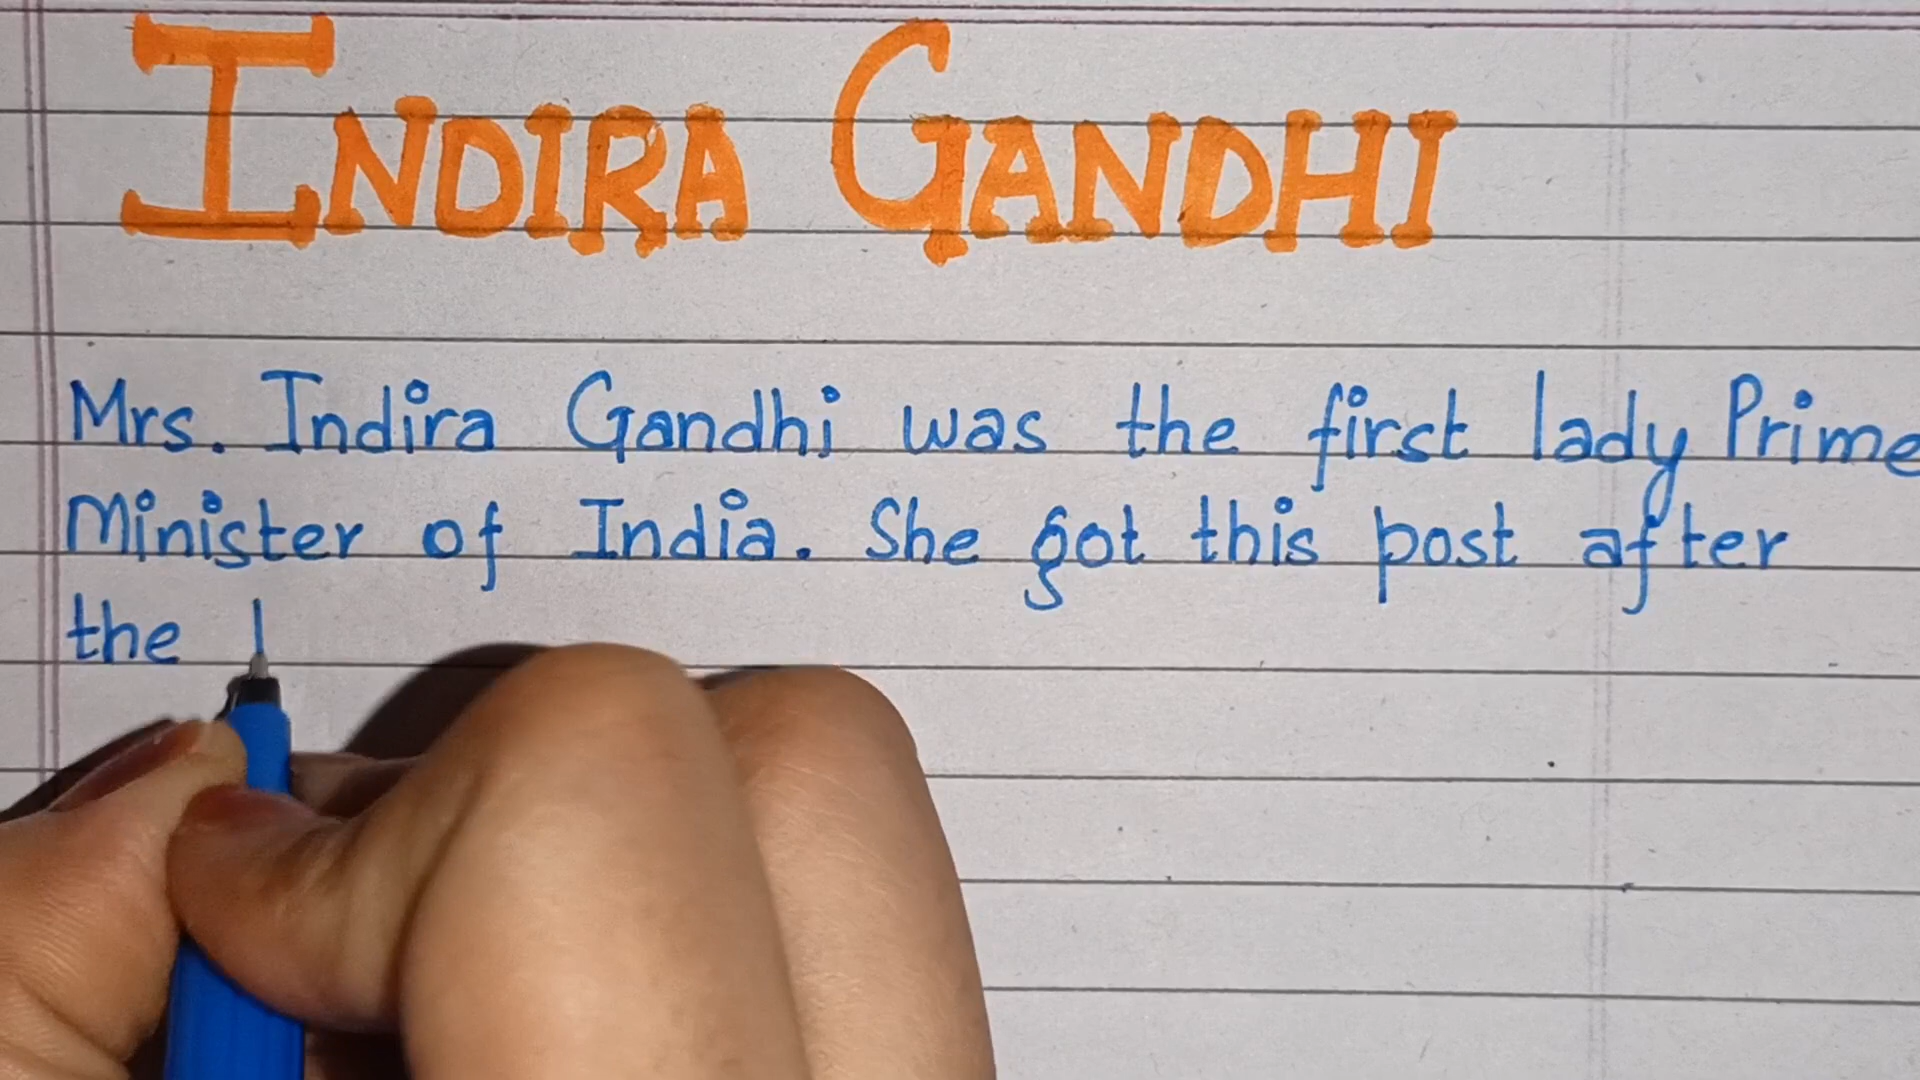 INDIRA GANDHI
Mrs. Indira Gandhi was the first lady Prime
Minister of India. She got this post after
the